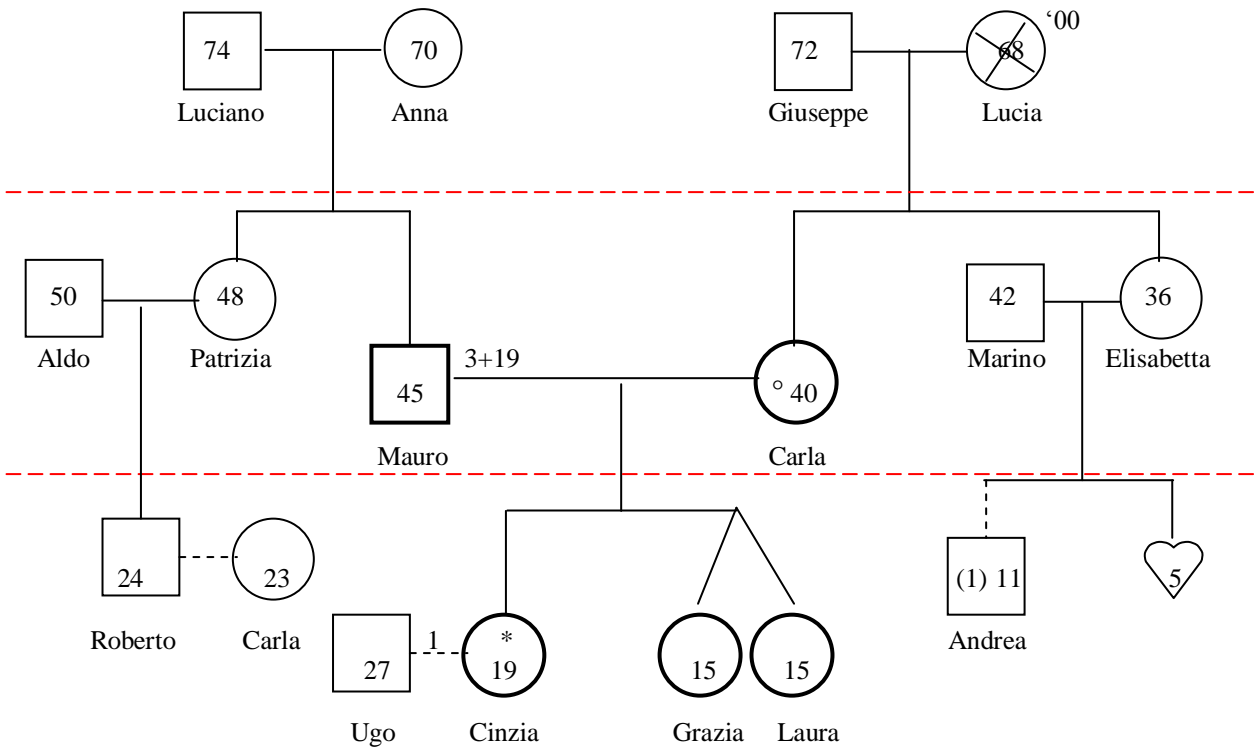 ‘00
74 70 72 68
Luciano Anna Giuseppe Lucia
50 48 42 36
Aldo Patrizia Marino Elisabetta
3+19
45 ° 40
Mauro Carla
24 23 (1) 11 5
Roberto Carla Andrea
1 *
27 19 15 15
Ugo Cinzia Grazia Laura